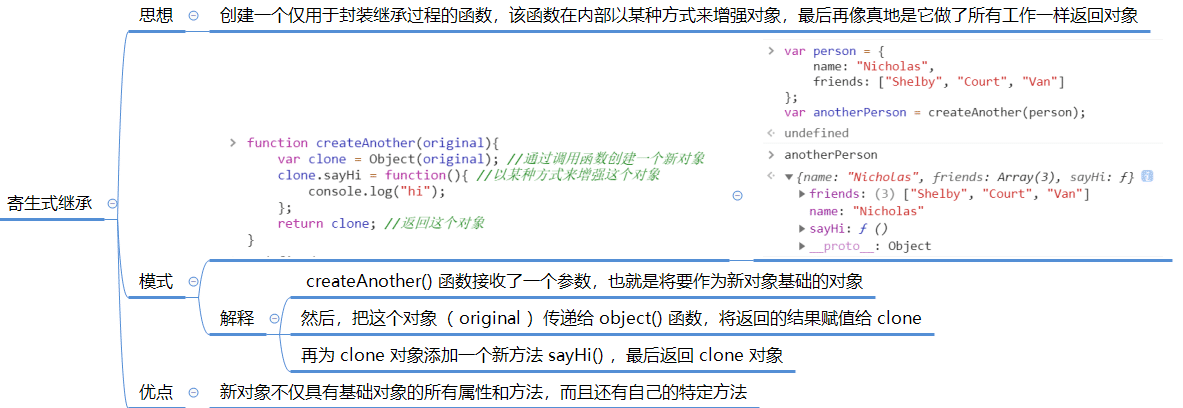 思想
创建一个仅用于封装继承过程的函数，该函数在内部以某种方式来增强对象，最后再像真地是它做了所有工作一样返回对象
寄生式继承
模式
function createAnother(original){
var clone = Object(original); //通过调用函数创建一个新对象
clone.sayHi = function(){ //以某种方式来增强这个对象
console.log("hi");
};
return clone; //返回这个对象
}
var person = {
name: "Nicholas",
friends: ["Shelby", "Court", "Van"]
};
var anotherPerson = createAnother(person);
undefined
anotherPerson
{name: "Nicholas", friends: Array(3), sayHi: ƒ}
friends: (3) ["Shelby", "Court", "Van"]
name: "Nicholas"
sayHi: ƒ ()
__proto__: Object
解释
createAnother() 函数接收了一个参数，也就是将要作为新对象基础的对象
然后，把这个对象（ original ）传递给 object() 函数，将返回的结果赋值给 clone
再为 clone 对象添加一个新方法 sayHi() ，最后返回 clone 对象
优点
新对象不仅具有基础对象的所有属性和方法，而且还有自己的特定方法